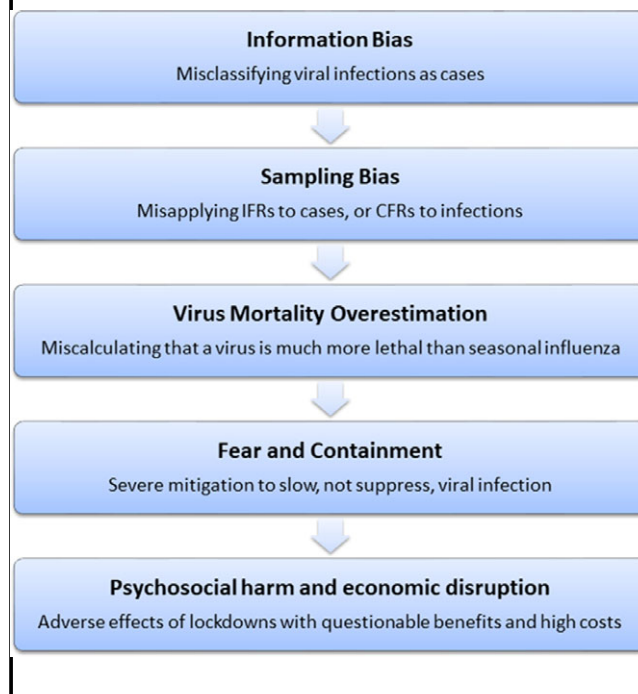 Information Bias
Misclassifying viral infections as cases
Sampling Bias
Misapplying IFRs to cases, or CFRs to infections
Virus Mortality Overestimation
Miscalculating that a virus is much more lethal than seasonal influenza
Fear and Containment
Severe mitigation to slow, not suppress, viral infection
Psychosocial harm and economic disruption
Adverse effects of lockdowns with questionable benefits and high costs